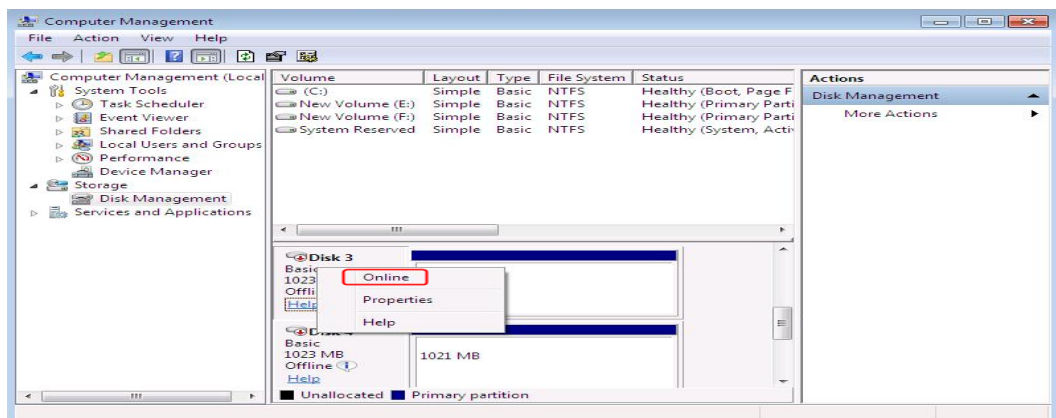 Computer Management
File Action View Help
Computer Management (Local
System Tools
Task Scheduler
Event Viewer
Shared Folders
Local Users and Groups
Performance
Device Manager
Storage
Disk Management
Services and Applications
Volume Layout Type File System Status
(C:) Simple Basic NTFS Healthy (Boot, Page F
New Volume (E:) Simple Basic NTFS Healthy (Primary Parti
New Volume (F:) Simple Basic NTFS Healthy (Primary Parti
System Reserved Simple Basic NTFS Healthy (System, Activ
Disk 3
Basic
1023
Offli
Help
Online
Properties
Help
Basic
1023 MB
Offline
Help
1021 MB
Unallocated Primary partition
Actions
Disk Management
More Actions